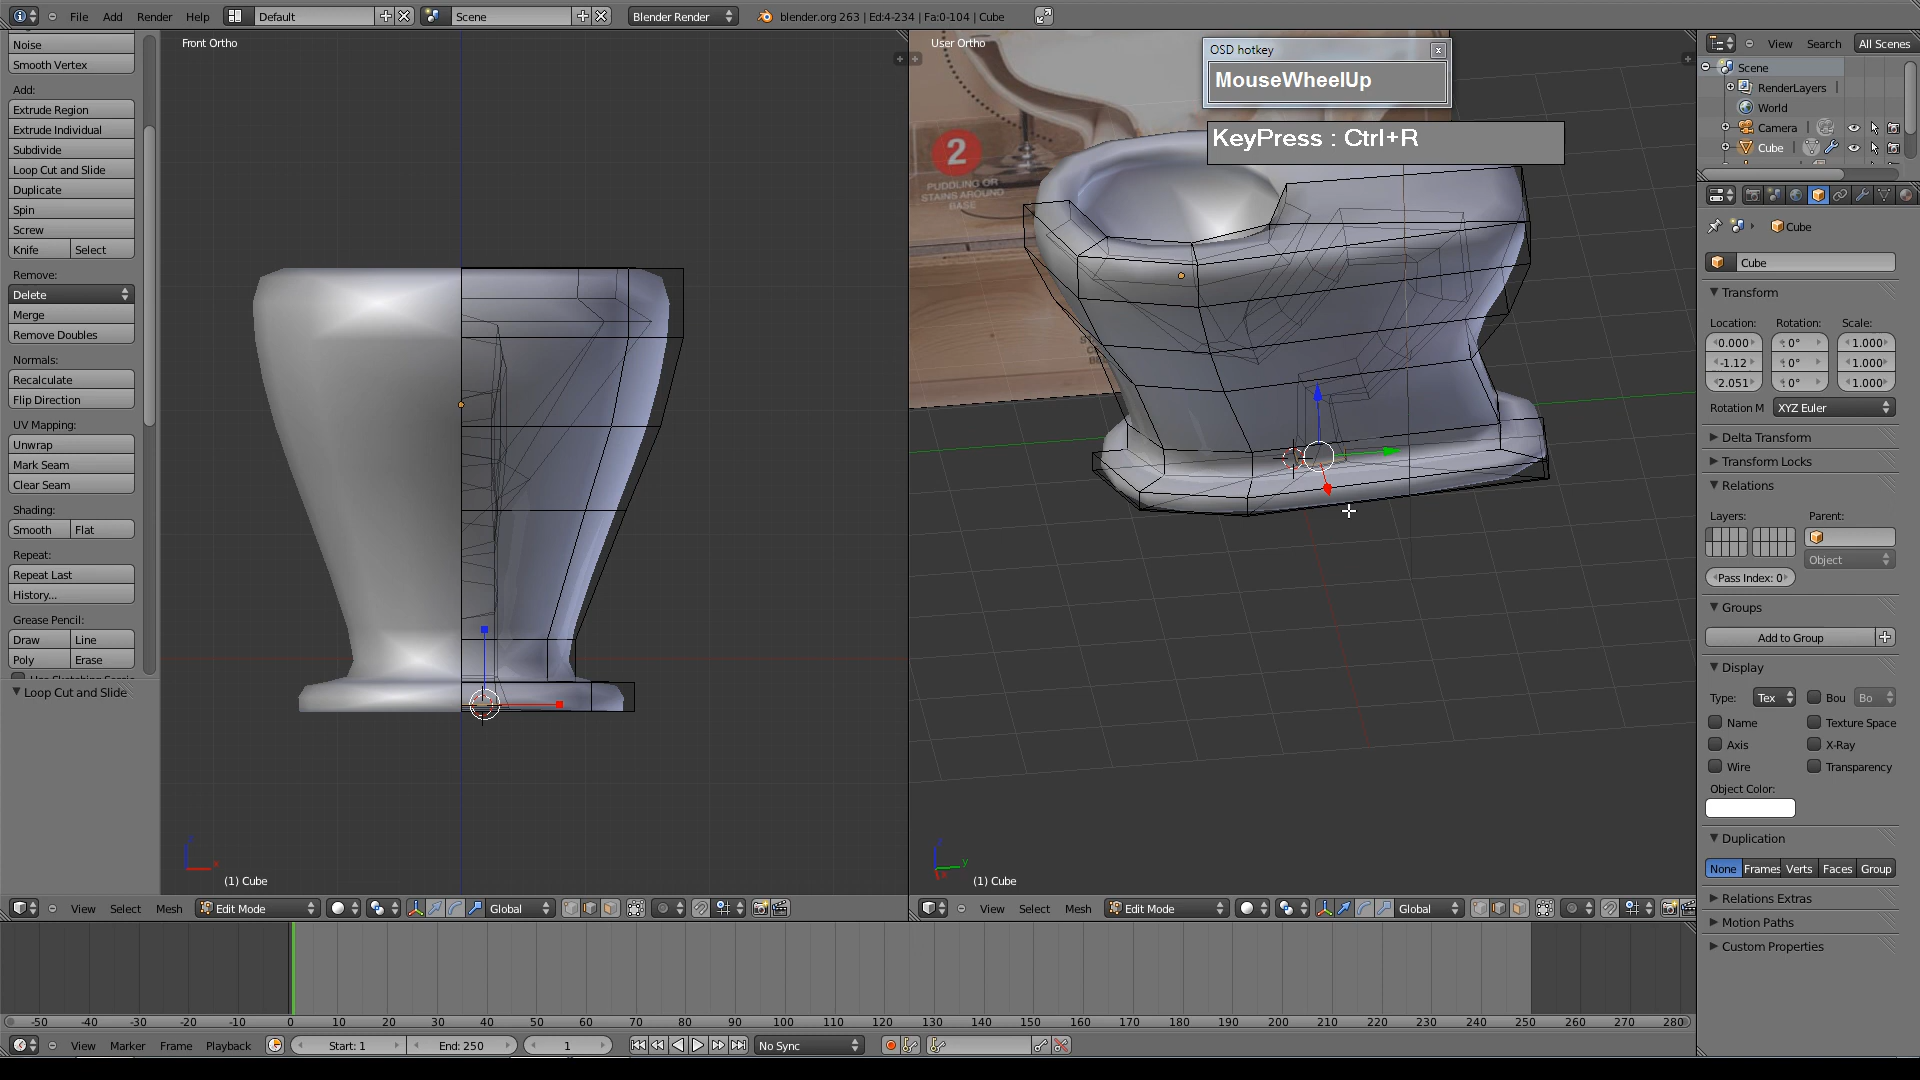 File Add Render Help Default Scene Blender Render blender.org 263 | Ed:4-234 | Fa:0-104 | Cube
Noise
Smooth Vertex
Add:
Extrude Region
Extrude Individual
Subdivide
Loop Cut and Slide
Duplicate
Spin
Screw
Knife Select
Remove:
Delete
Merge
Remove Doubles
Normals:
Recalculate
Flip Direction
UV Mapping:
Unwrap
Mark Seam
Clear Seam
Shading:
Smooth Flat
Repeat:
Repeat Last
History...
Grease Pencil:
Draw Line
Poly Erase
Loop Cut and Slide
Front Ortho
(1) Cube
View Select Mesh Edit Mode Global
User Ortho
OSD hotkey
MouseWheelUp
KeyPress : Ctrl+R
2
PUDDLING OR
STAINS AROUND
BASE
(1) Cube
View Select Mesh Edit Mode Global
View Search All Scenes
Scene
RenderLayers
World
Camera
Cube
Cube
Cube
Transform
Location: Rotation: Scale:
0.000 0° 1.000
-1.12 0° 1.000
2.051 0° 1.000
Rotation M XYZ Euler
Delta Transform
Transform Locks
Relations
Layers: Parent:
Object
Pass Index: 0
Groups
Add to Group
Display
Type: Tex Bou Bo
Name Texture Space
Axis X-Ray
Wire Transparency
Object Color:
Duplication
None Frames Verts Faces Group
Relations Extras
Motion Paths
Custom Properties
-50 -40 -30 -20 -10 0 10 20 30 40 50 60 70 80 90 100 110 120 130 140 150 160 170 180 190 200 210 220 230 240 250 260 270 280
View Marker Frame Playback Start: 1 End: 250 1 No Sync